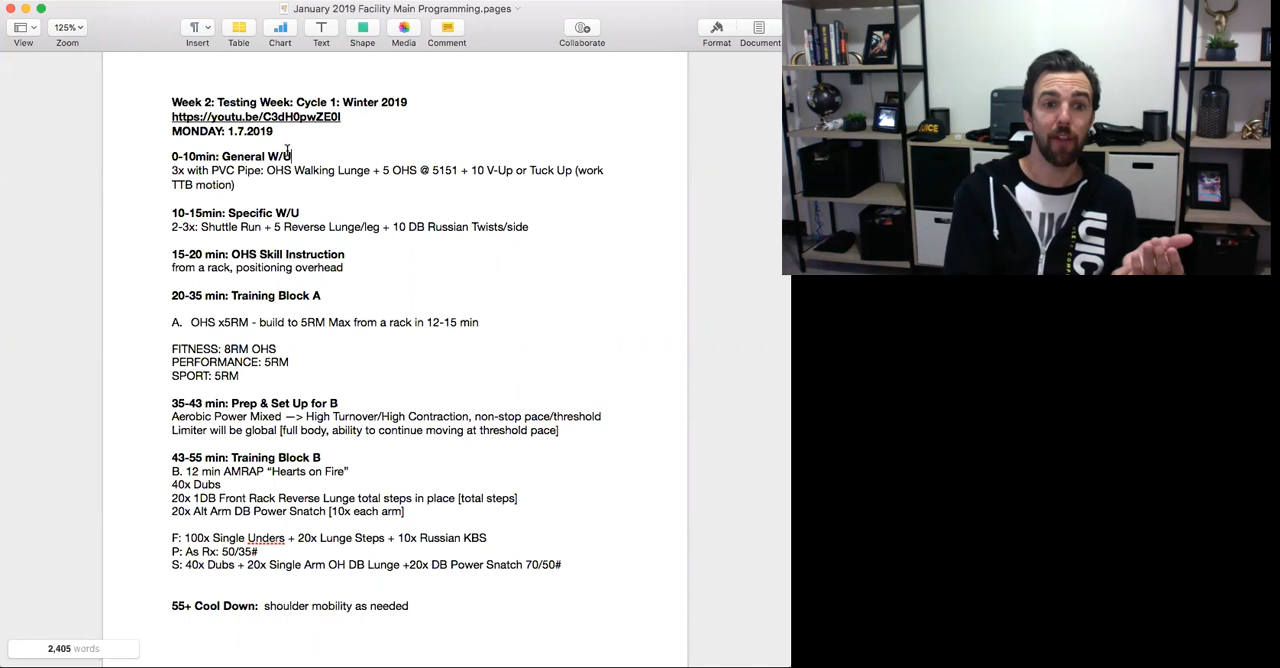 January 2019 Facility Main Programming.pages
125%
View
Zoom
Insert
Table
Chart
Text
Shape
Media
Comment
Collaborate
Format
Document
Week 2: Testing Week: Cycle 1: Winter 2019
https://youtu.be/C3dH0pwZE0I
MONDAY: 1.7.2019
0-10min: General W/U
3x with PVC Pipe: OHS Walking Lunge + 5 OHS @ 5151 + 10 V-Up or Tuck Up (work
TTB motion)
10-15min: Specific W/U
2-3x: Shuttle Run + 5 Reverse Lunge/leg + 10 DB Russian Twists/side
15-20 min: OHS Skill Instruction
from a rack, positioning overhead
20-35 min: Training Block A
A. OHS x5RM - build to 5RM Max from a rack in 12-15 min
FITNESS: 8RM OHS
PERFORMANCE: 5RM
SPORT: 5RM
35-43 min: Prep & Set Up for B
Aerobic Power Mixed —> High Turnover/High Contraction, non-stop pace/threshold
Limiter will be global [full body, ability to continue moving at threshold pace]
43-55 min: Training Block B
B. 12 min AMRAP “Hearts on Fire”
40x Dubs
20x 1DB Front Rack Reverse Lunge total steps in place [total steps]
20x Alt Arm DB Power Snatch [10x each arm]
F: 100x Single Unders + 20x Lunge Steps + 10x Russian KBS
P: As Rx: 50/35#
S: 40x Dubs + 20x Single Arm OH DB Lunge +20x DB Power Snatch 70/50#
55+ Cool Down: shoulder mobility as needed
2,405 words
JUICE